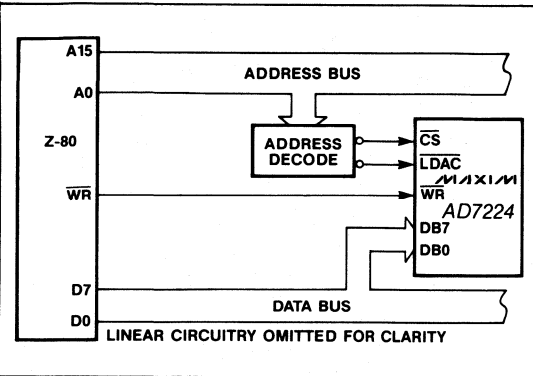 A15
ADDRESS BUS
A0
Z-80
ADDRESS
DECODE
CS
LDAC
MAXIM
WR
WR
AD7224
DB7
DB0
D7
DATA BUS
D0
LINEAR CIRCUITRY OMITTED FOR CLARITY